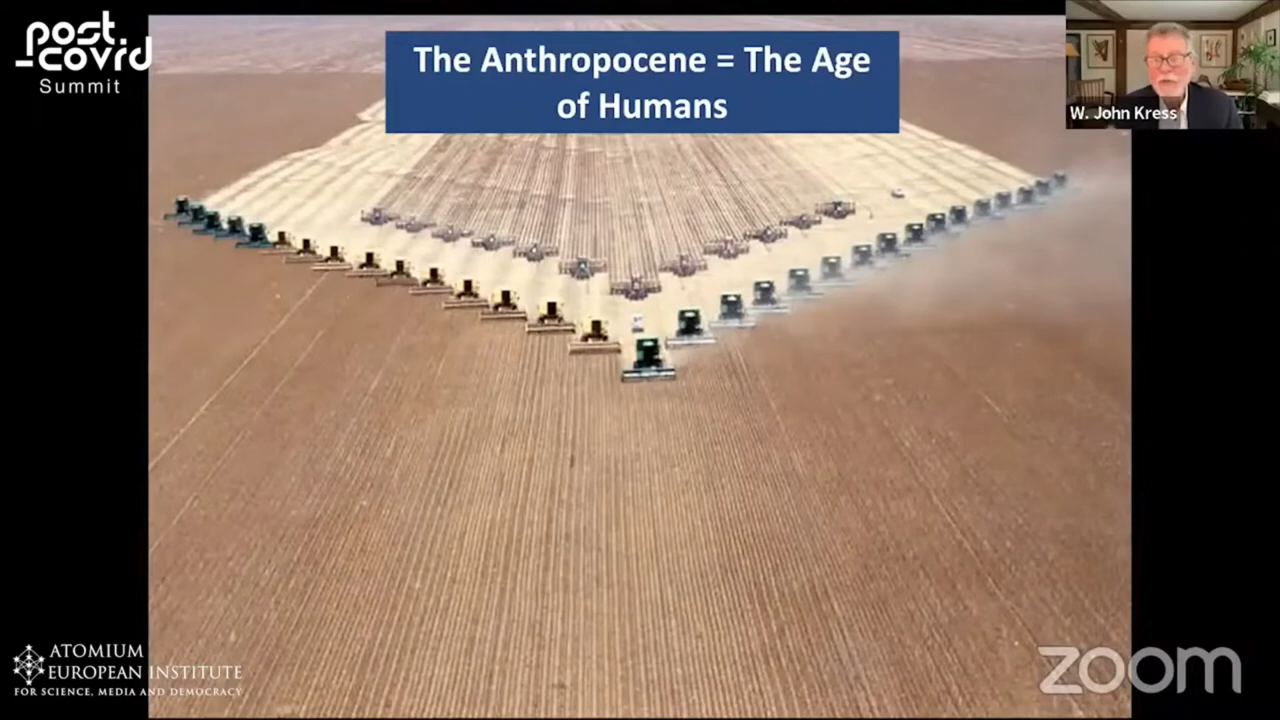 post.
-covid
Summit
The Anthropocene = The Age
of Humans
W. John Kress
ATOMIUM
EUROPEAN INSTITUTE
FOR SCIENCE, MEDIA AND DEMOCRACY
zoom